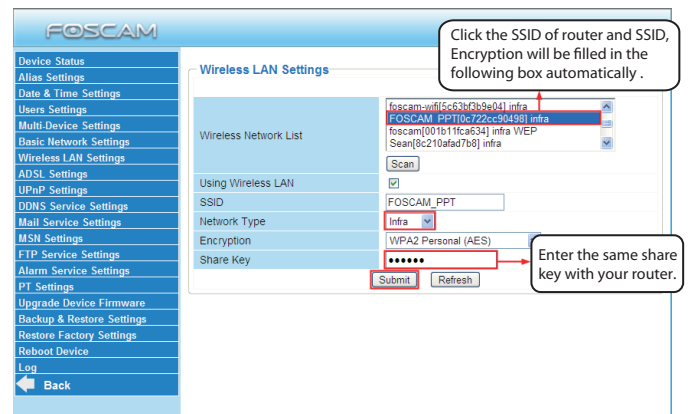 FOSCAM
Click the SSID of router and SSID,
Encryption will be filled in the
following box automatically .
Device Status
Alias Settings
Date & Time Settings
Users Settings
Multi-Device Settings
Basic Network Settings
Wireless LAN Settings
ADSL Settings
UPnP Settings
DDNS Service Settings
Mail Service Settings
MSN Settings
FTP Service Settings
Alarm Service Settings
PT Settings
Upgrade Device Firmware
Backup & Restore Settings
Restore Factory Settings
Reboot Device
Log
Back
Wireless LAN Settings
Wireless Network List
foscam-wifi[5c63bf3b9e04] infra
FOSCAM_PPT[0c722cc90498] infra
foscam[001b11fca634] infra WEP
Sean[8c210afad7b8] infra
Scan
Using Wireless LAN
SSID
FOSCAM_PPT
Network Type
Infra
Encryption
WPA2 Personal (AES)
Share Key
••••••
Submit
Refresh
Enter the same share
key with your router.